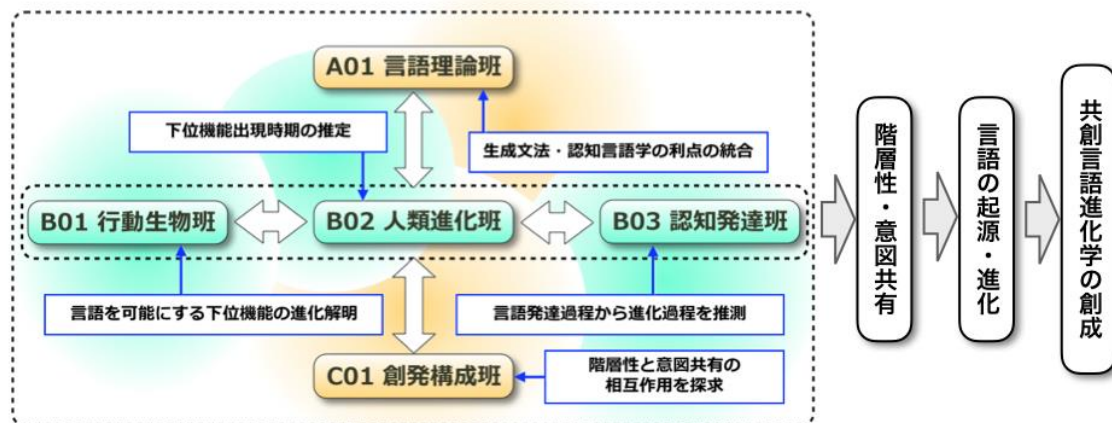 A01 言語理論班
下位機能出現時期の推定
生成文法・認知言語学の利点の統合
B01 行動生物班
B02 人類進化班
B03 認知発達班
言語を可能にする下位機能の進化解明
言語発達過程から進化過程を推測
C01 創発構成班
階層性と意図共有の
相互作用を探求
階層性・意図共有
言語の起源・進化
共創言語進化学の創成